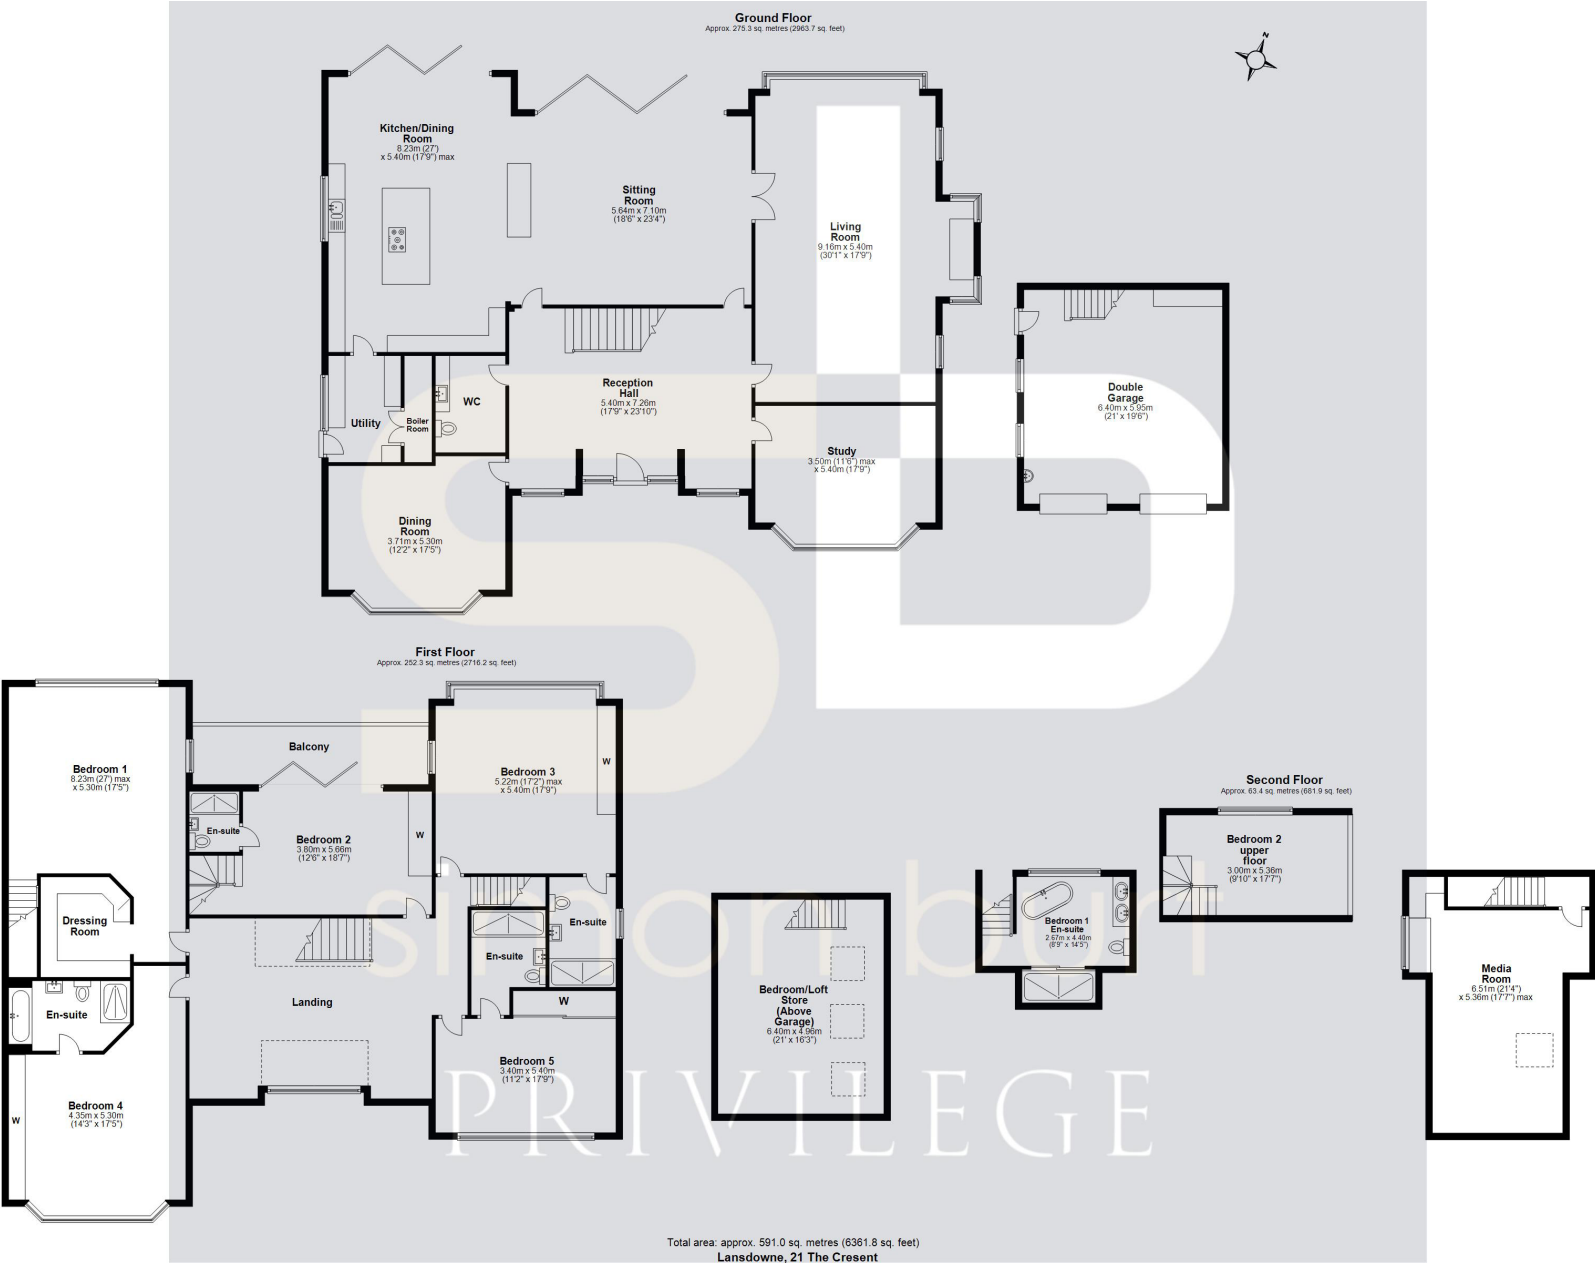 Ground Floor
Approx. 275.3 sq. metres (2963.7 sq. feet)
N
Kitchen/Dining
Room
8.23m (27')
x 5.40m (17'9") max
Sitting
Room
5.64m x 7.10m
(18'6" x 23'4")
Living
Room
9.16m x 5.40m
(30'1" x 17'9")
Reception
Hall
5.40m x 7.26m
(17'9" x 23'10")
WC
Utility
Boiler
Room
Study
3.50m (11'6") max
x 5.40m (17'9")
Dining
Room
3.71m x 5.30m
(12'2" x 17'5")
Double
Garage
6.40m x 5.95m
(21' x 19'6")
First Floor
Approx. 252.3 sq. metres (2716.2 sq. feet)
Bedroom 1
8.23m (27') max
x 5.30m (17'5")
Balcony
Bedroom 3
5.22m (17'2") max
x 5.40m (17'9")
W
En-suite
Bedroom 2
3.80m x 5.66m
(12'6" x 18'7")
W
Dressing
Room
En-suite
En-suite
En-suite
Landing
W
Bedroom 5
3.40m x 5.40m
(11'2" x 17'9")
Bedroom 4
4.35m x 5.30m
(14'3" x 17'5")
W
Bedroom/Loft
Store
(Above
Garage)
6.40m x 4.96m
(21' x 16'3")
Second Floor
Approx. 63.4 sq. metres (681.9 sq. feet)
Bedroom 2
upper
floor
3.00m x 5.36m
(9'10" x 17'7")
Bedroom 1
En-suite
2.67m x 4.40m
(8'9" x 14'5")
Media
Room
6.51m (21'4")
x 5.36m (17'7") max
simon burt
PRIVILEGE
Total area: approx. 591.0 sq. metres (6361.8 sq. feet)
Lansdowne, 21 The Cresent